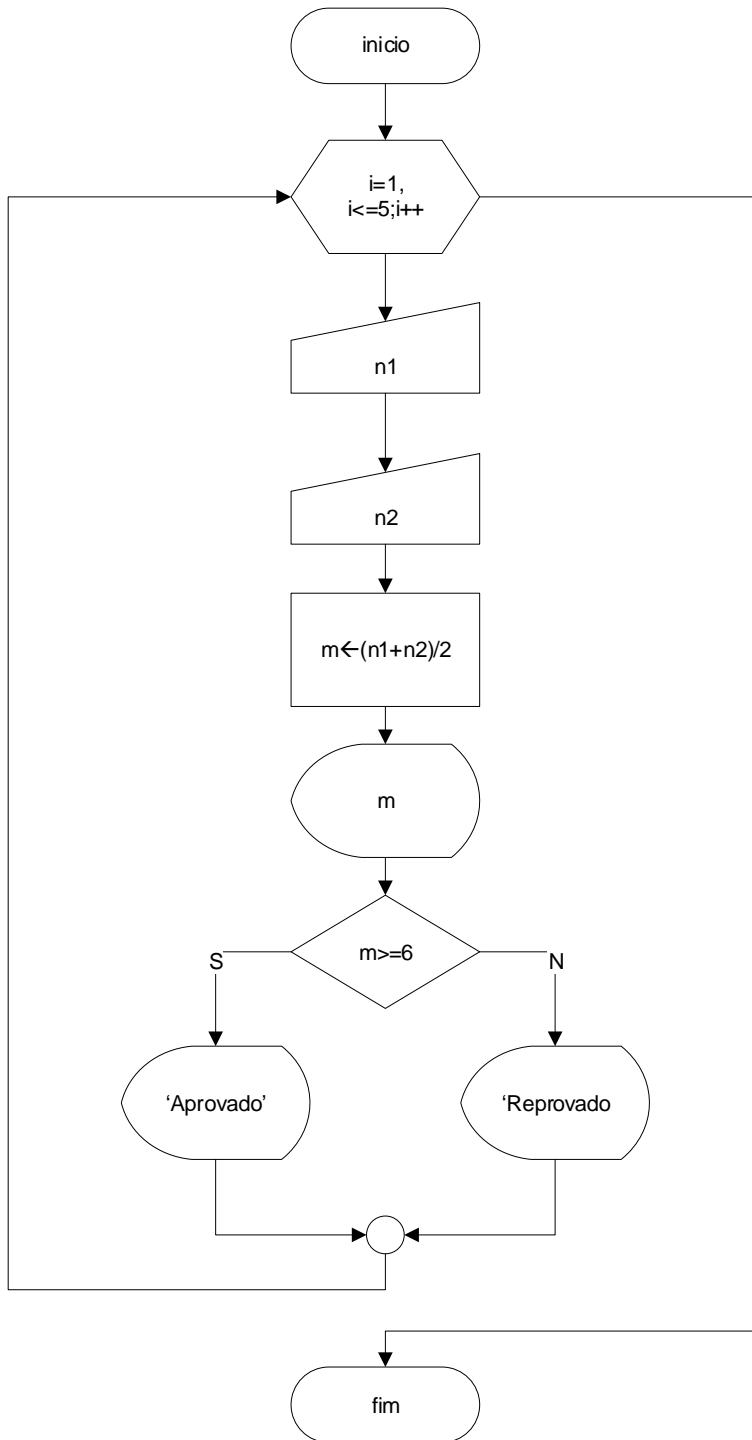 inicio
i=1,
i<=5;i++
n1
n2
m←(n1+n2)/2
m
m>=6
S
N
‘Aprovado’
‘Reprovado
fim